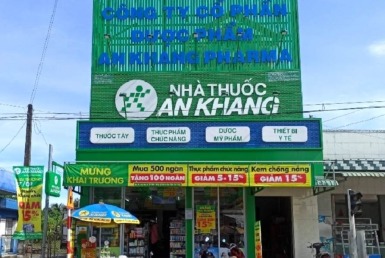 CÔNG TY CỔ PHẦN
DƯỢC PHẨM
AN KHANG PHARMA
NHÀ THUỐC
AN KHANG
THUỐC TÂY
THỰC PHẨM
CHỨC NĂNG
DƯỢC
MỸ PHẨM
THIẾT BỊ
Y TẾ
MỪNG
KHAI TRƯƠNG
Mua 500 ngàn
TẶNG 100 NGÀN
Thực phẩm chức năng
GIẢM 5-15%
Kem chống nắng
GIẢM 15%
15%